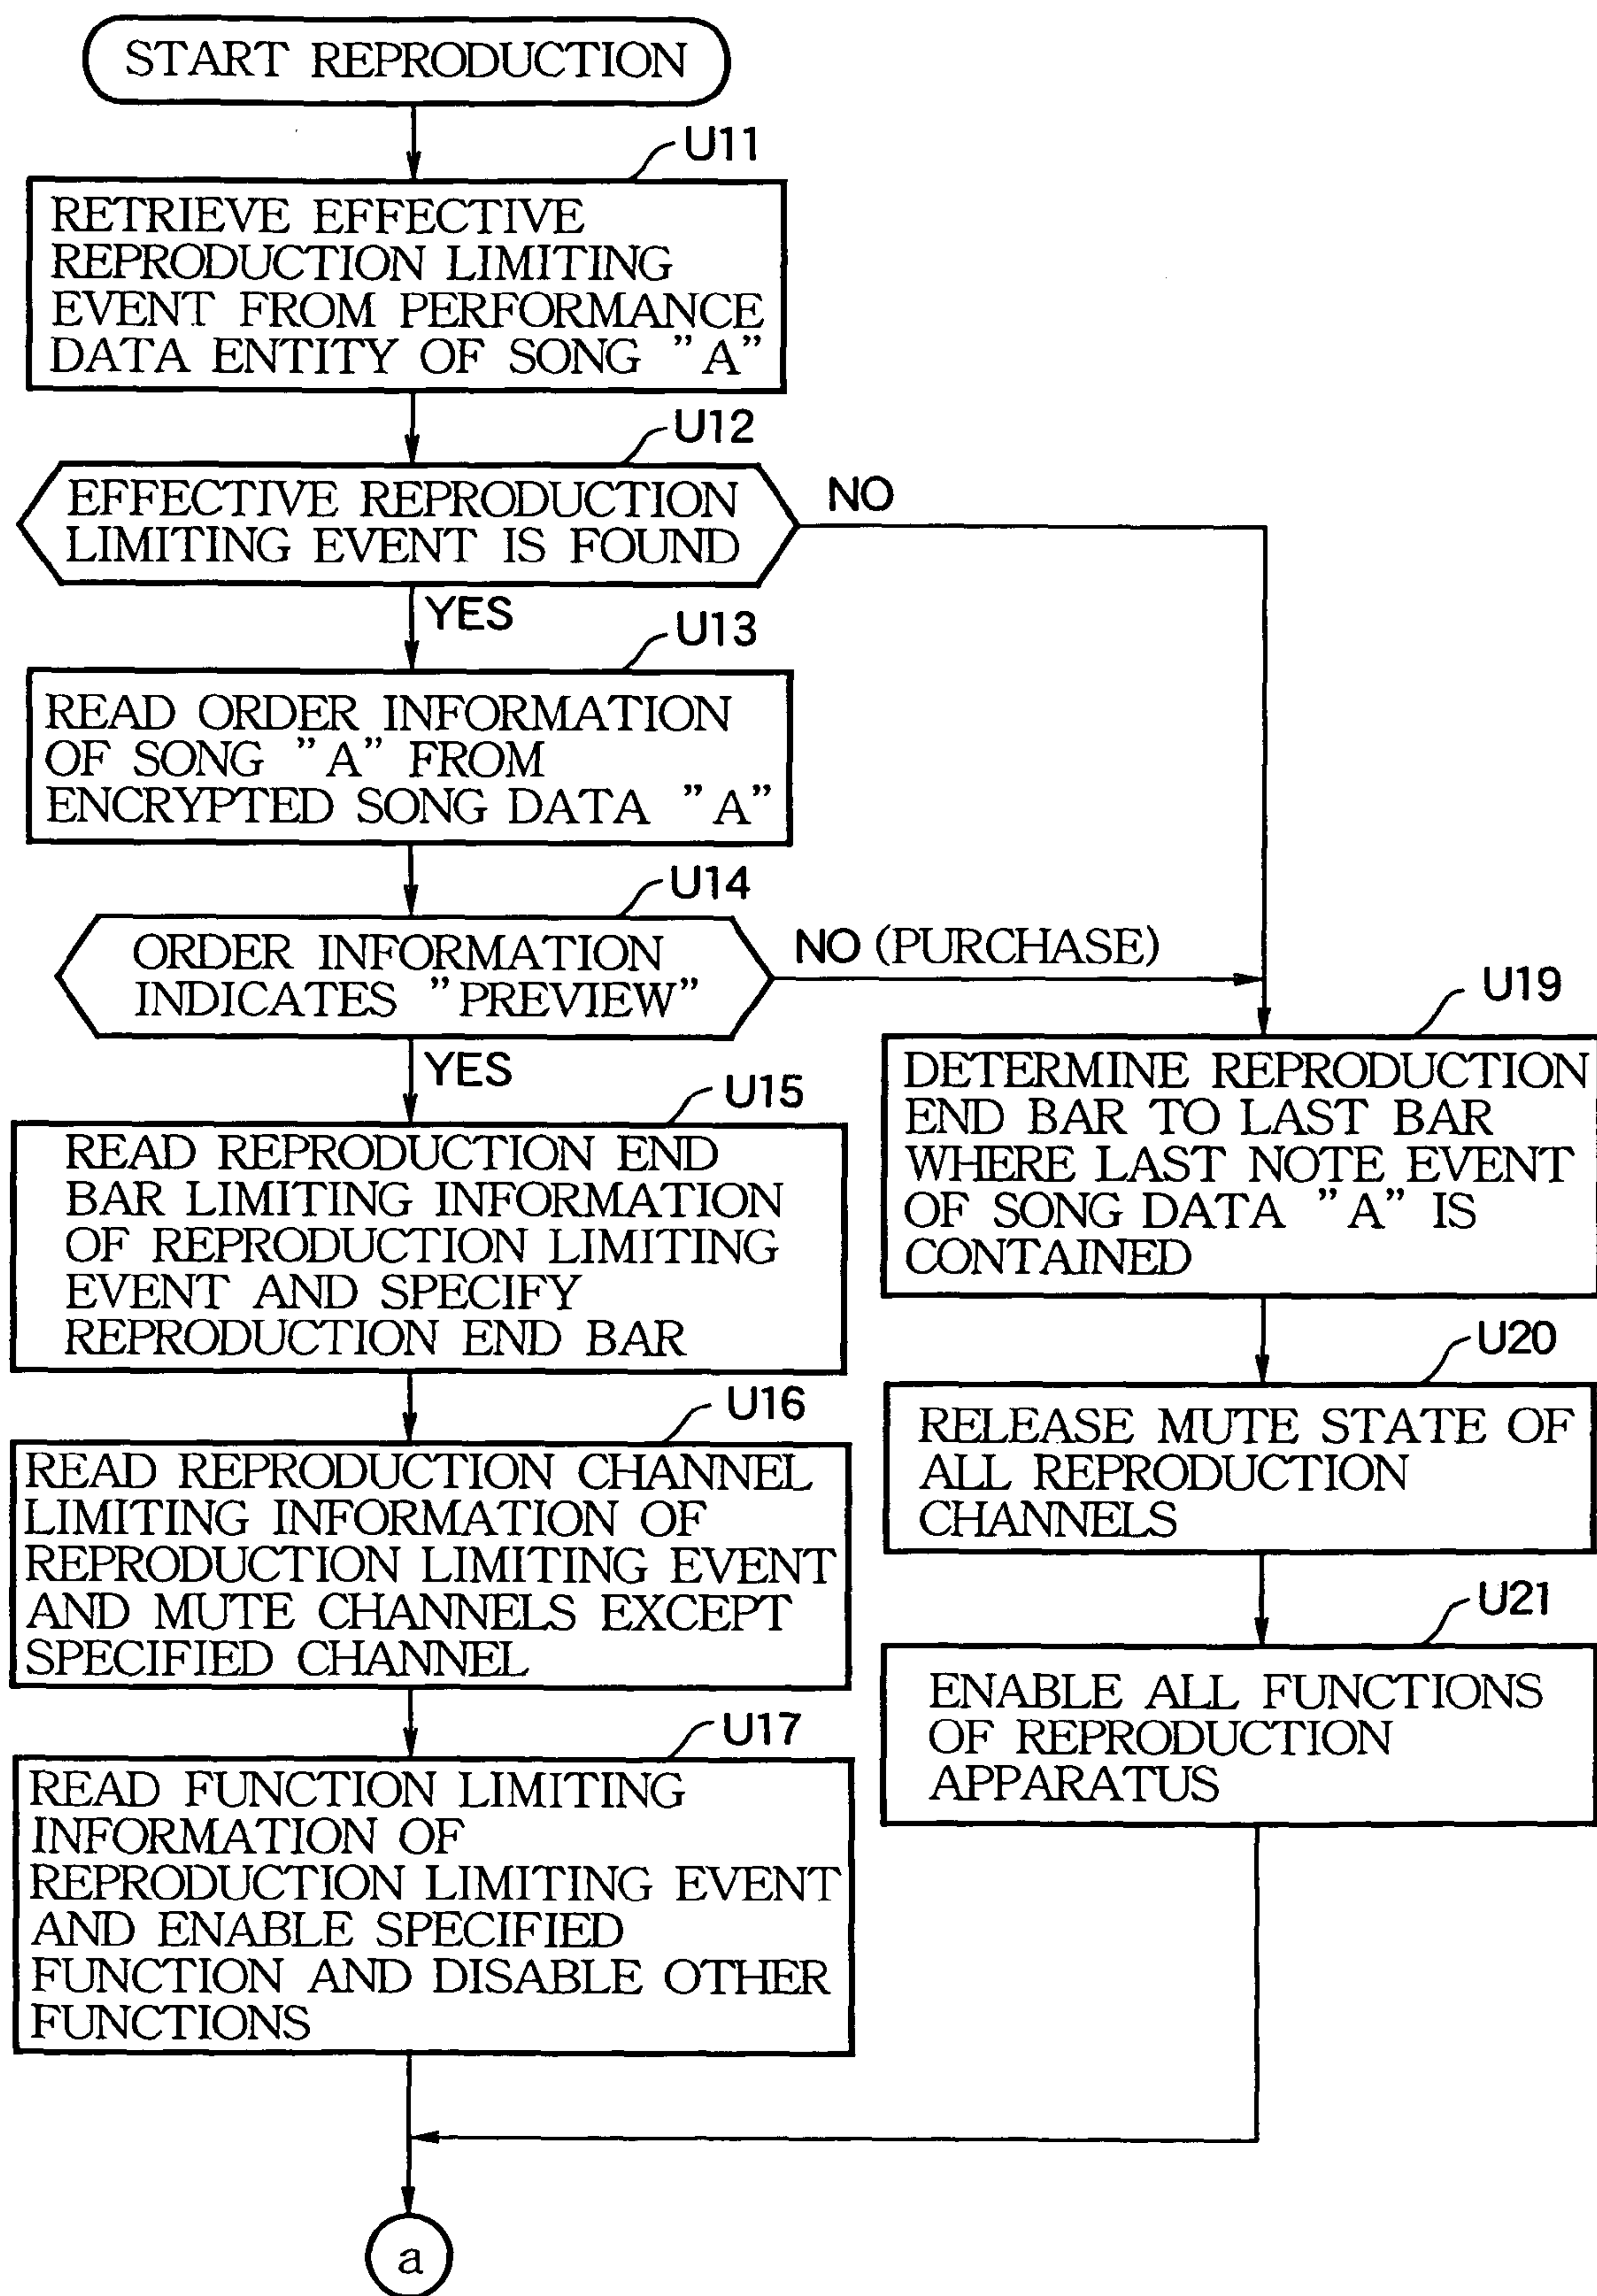 START REPRODUCTION
U11
RETRIEVE EFFECTIVE
REPRODUCTION LIMITING
EVENT FROM PERFORMANCE
DATA ENTITY OF SONG "A"
U12
EFFECTIVE REPRODUCTION
LIMITING EVENT IS FOUND
NO
YES
U13
READ ORDER INFORMATION
OF SONG "A" FROM
ENCRYPTED SONG DATA "A"
U14
ORDER INFORMATION
INDICATES "PREVIEW"
NO (PURCHASE)
YES
U15
READ REPRODUCTION END
BAR LIMITING INFORMATION
OF REPRODUCTION LIMITING
EVENT AND SPECIFY
REPRODUCTION END BAR
U16
READ REPRODUCTION CHANNEL
LIMITING INFORMATION OF
REPRODUCTION LIMITING EVENT
AND MUTE CHANNELS EXCEPT
SPECIFIED CHANNEL
U17
READ FUNCTION LIMITING
INFORMATION OF
REPRODUCTION LIMITING EVENT
AND ENABLE SPECIFIED
FUNCTION AND DISABLE OTHER
FUNCTIONS
U19
DETERMINE REPRODUCTION
END BAR TO LAST BAR
WHERE LAST NOTE EVENT
OF SONG DATA "A" IS
CONTAINED
U20
RELEASE MUTE STATE OF
ALL REPRODUCTION
CHANNELS
U21
ENABLE ALL FUNCTIONS
OF REPRODUCTION
APPARATUS
a